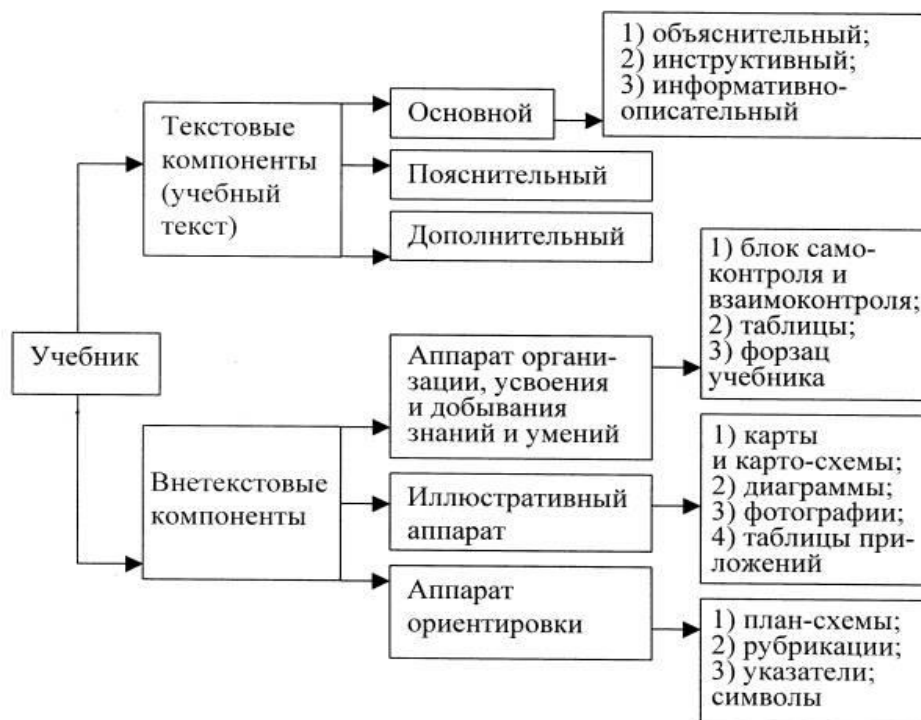 Учебник
Текстовые
компоненты
(учебный
текст)
Основной
1) объяснительный;
2) инструктивный;
3) информативно-
описательный
Пояснительный
Дополнительный
Внетекстовые
компоненты
Аппарат органи-
зации, усвоения
и добывания
знаний и умений
1) блок само-
контроля и
взаимоконтроля;
2) таблицы;
3) форзац
учебника
Иллюстративный
аппарат
1) карты
и карто-схемы;
2) диаграммы;
3) фотографии;
4) таблицы при-
ложений
Аппарат
ориентировки
1) план-схемы;
2) рубрикации;
3) указатели;
символы